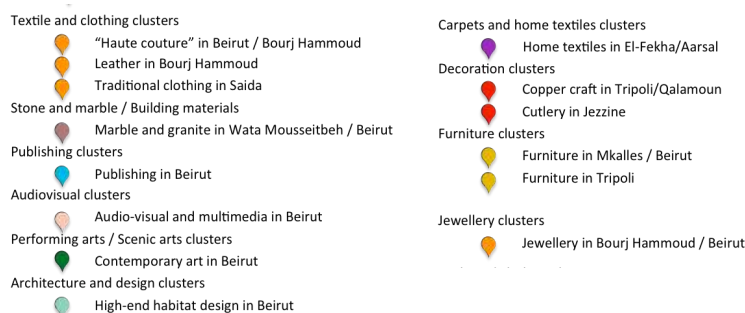 Textile and clothing clusters
“Haute couture” in Beirut / Bourj Hammoud
Leather in Bourj Hammoud
Traditional clothing in Saida
Stone and marble / Building materials
Marble and granite in Wata Mousseitbeh / Beirut
Publishing clusters
Publishing in Beirut
Audiovisual clusters
Audio-visual and multimedia in Beirut
Performing arts / Scenic arts clusters
Contemporary art in Beirut
Architecture and design clusters
High-end habitat design in Beirut
Carpets and home textiles clusters
Home textiles in El-Fekha/Aarsal
Decoration clusters
Copper craft in Tripoli/Qalamoun
Cutlery in Jezzine
Furniture clusters
Furniture in Mkalles / Beirut
Furniture in Tripoli
Jewellery clusters
Jewellery in Bourj Hammoud / Beirut